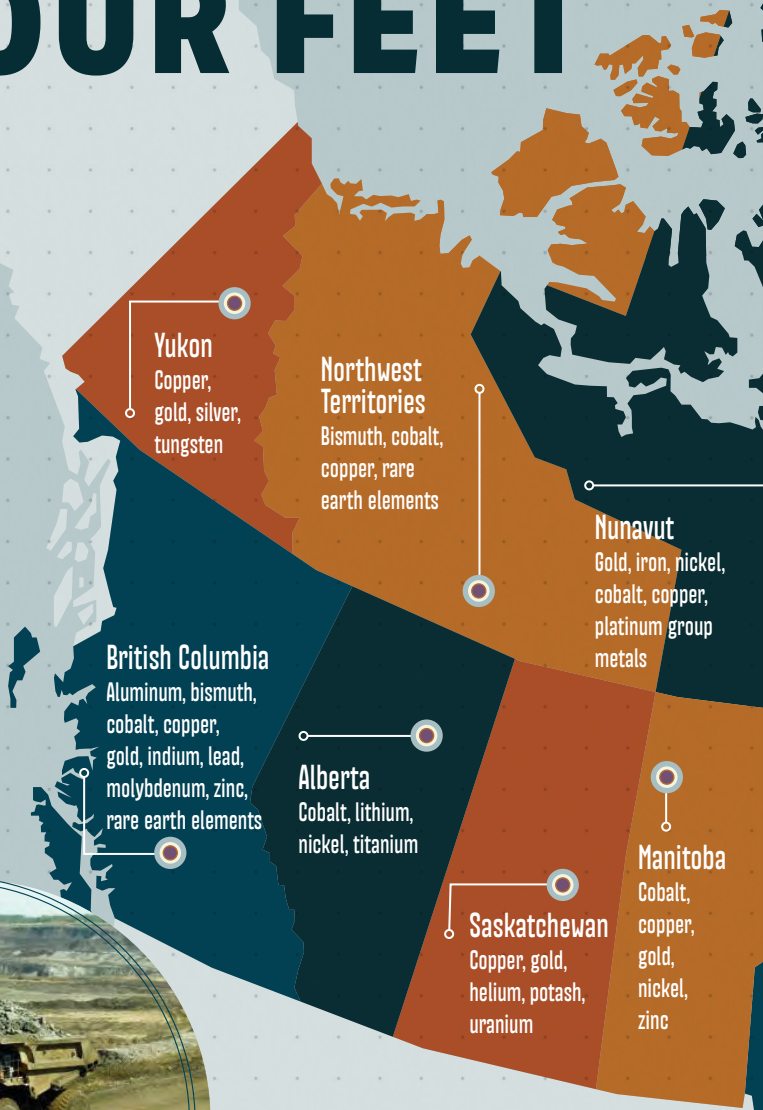 OUR FEET
Yukon
Copper,
gold, silver,
tungsten
Northwest
Territories
Bismuth, cobalt,
copper, rare
earth elements
Nunavut
Gold, iron, nickel,
cobalt, copper,
platinum group
metals
British Columbia
Aluminum, bismuth,
cobalt, copper,
gold, indium, lead,
molybdenum, zinc,
rare earth elements
Alberta
Cobalt, lithium,
nickel, titanium
Saskatchewan
Copper, gold,
helium, potash,
uranium
Manitoba
Cobalt,
copper,
gold,
nickel,
zinc